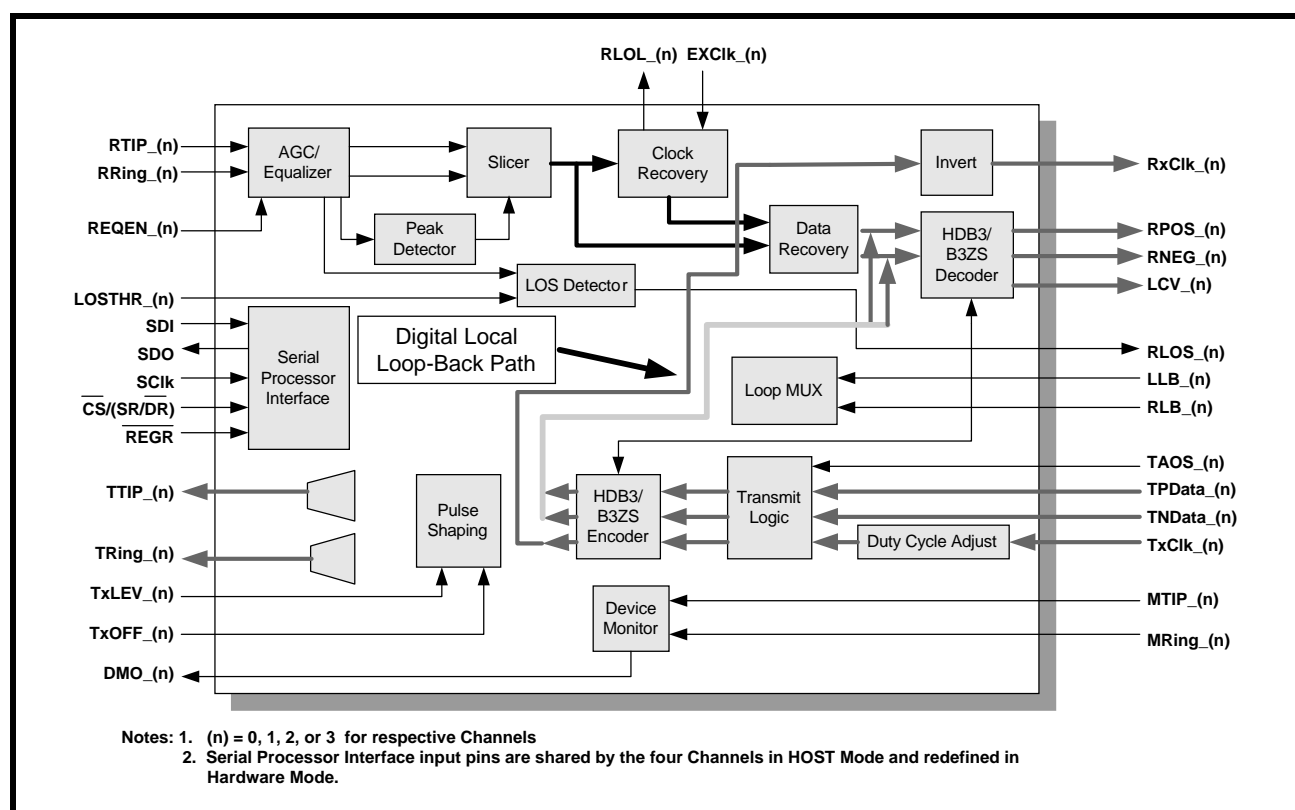 RLOL_(n) EXClk_(n)
RTIP_(n)
RRing_(n)
REQEN_(n)
LOSTHR_(n)
SDI
SDO
SClk
CS/(SR/DR)
REGR
TTIP_(n)
TRing_(n)
TxLEV_(n)
TxOFF_(n)
DMO_(n)
AGC/
Equalizer
Peak
Detector
Slicer
LOS Detector
Clock
Recovery
Data
Recovery
Invert
HDB3/
B3ZS
Decoder
Serial
Processor
Interface
Digital Local
Loop-Back Path
Loop MUX
Pulse
Shaping
HDB3/
B3ZS
Encoder
Transmit
Logic
Duty Cycle Adjust
Device
Monitor
RxClk_(n)
RPOS_(n)
RNEG_(n)
LCV_(n)
RLOS_(n)
LLB_(n)
RLB_(n)
TAOS_(n)
TPData_(n)
TNData_(n)
TxClk_(n)
MTIP_(n)
MRing_(n)
Notes: 1. (n) = 0, 1, 2, or 3 for respective Channels
2. Serial Processor Interface input pins are shared by the four Channels in HOST Mode and redefined in
Hardware Mode.